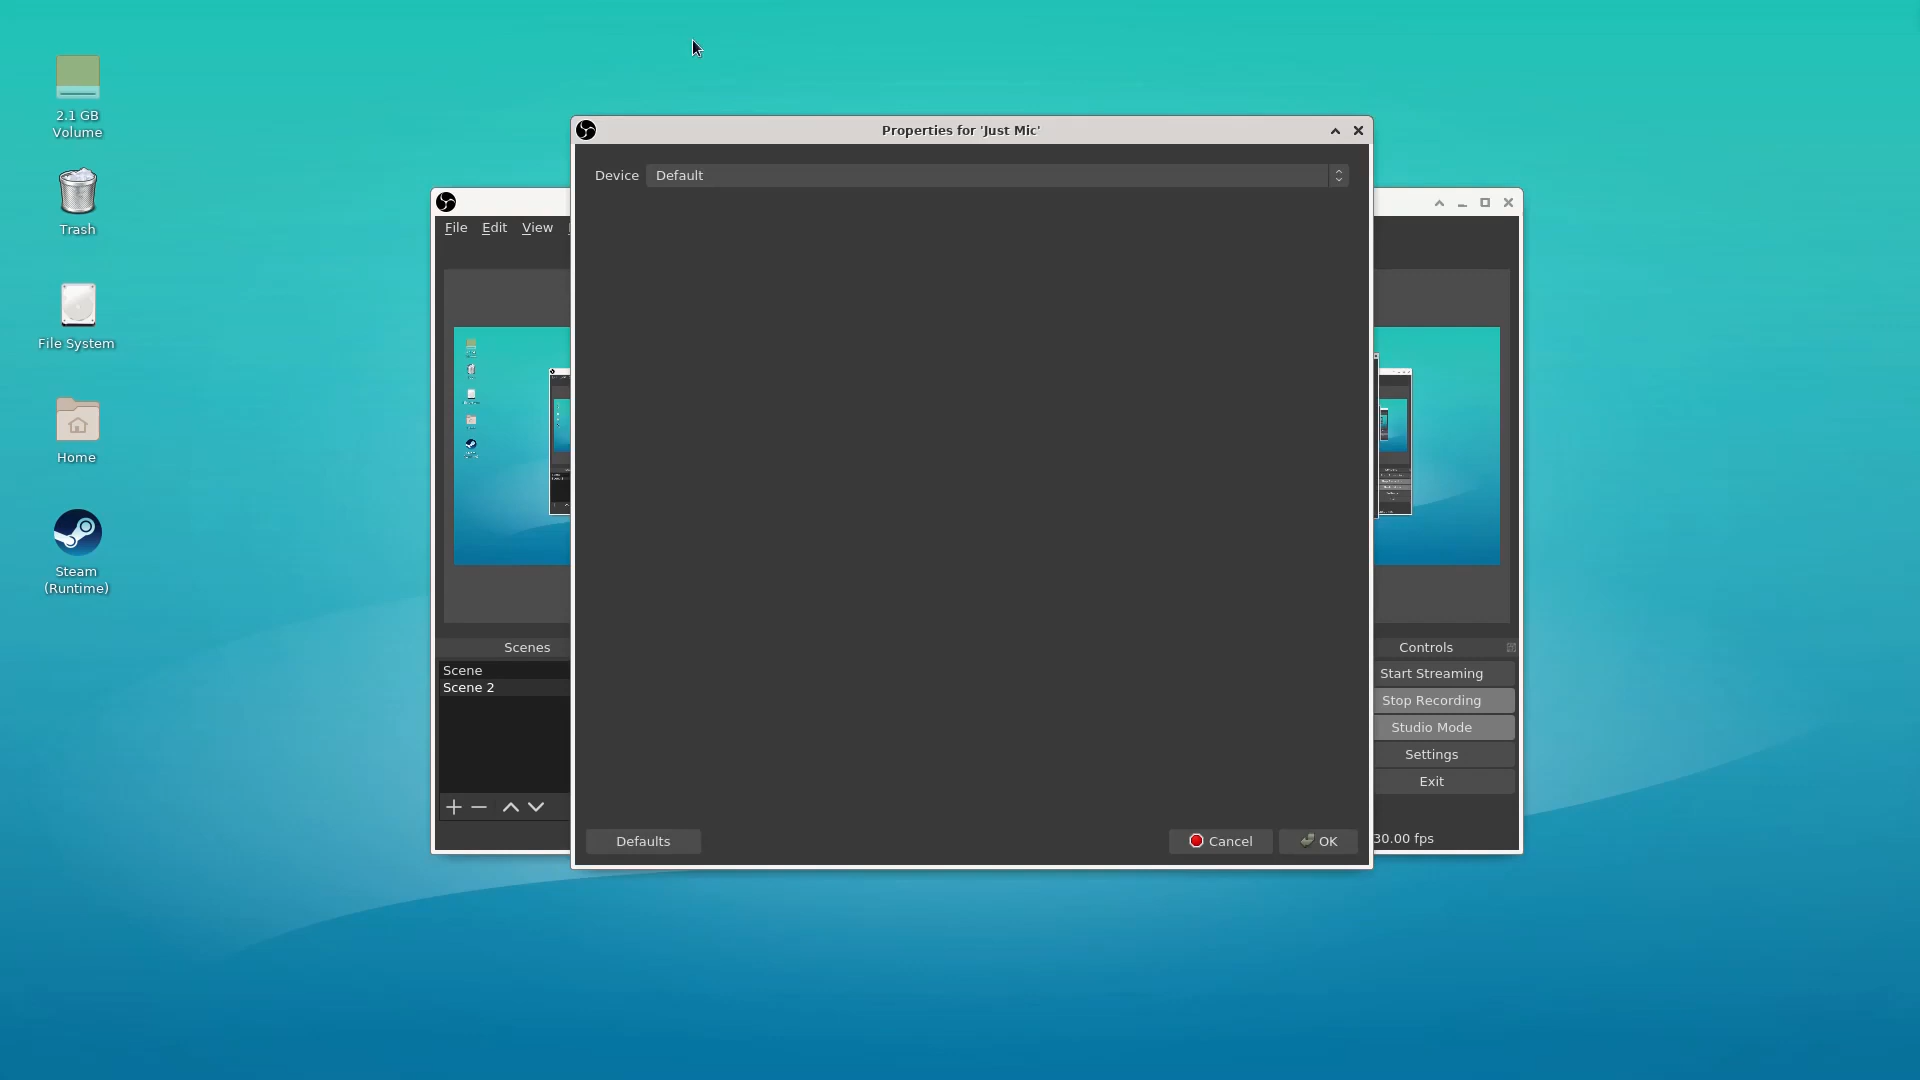 2.1 GB
Volume
Trash
File System
Home
Steam
(Runtime)
Properties for 'Just Mic'
Device Default
File Edit View
Scenes
Scene
Scene 2
Controls
Start Streaming
Stop Recording
Studio Mode
Settings
Exit
30.00 fps
Defaults
Cancel
OK